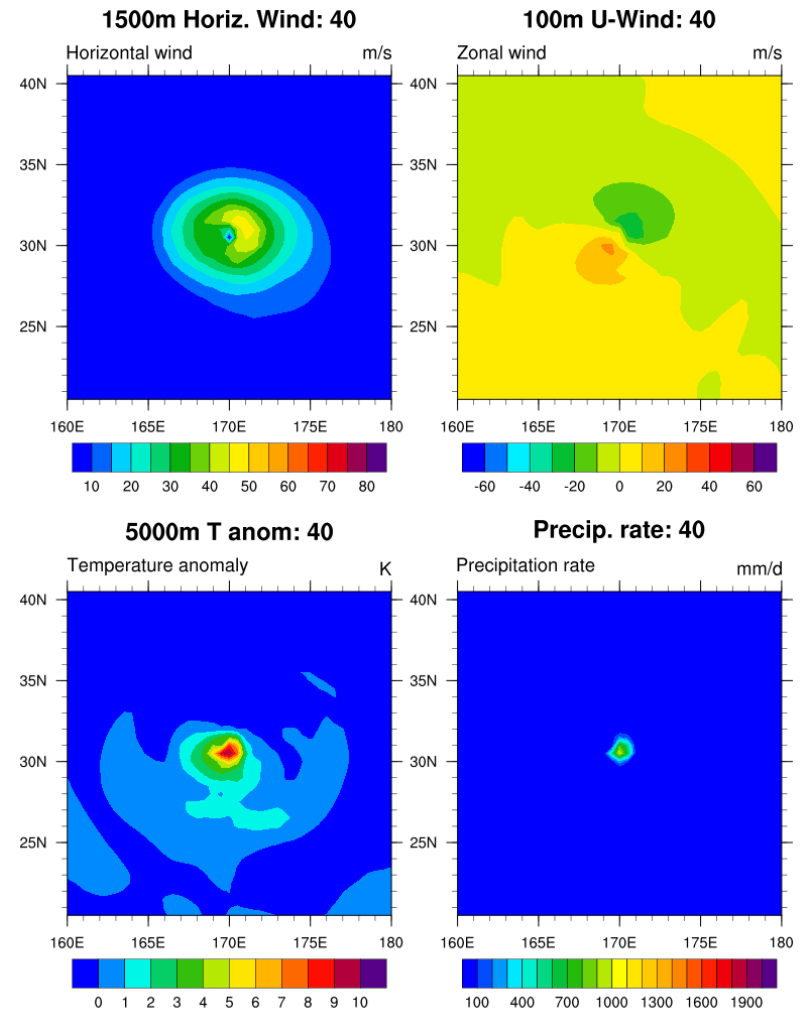 1500m Horiz. Wind: 40
Horizontal wind m/s
40N
35N
30N
25N
160E 165E 170E 175E 180
10 20 30 40 50 60 70 80
100m U-Wind: 40
Zonal wind m/s
40N
35N
30N
25N
160E 165E 170E 175E 180
-60 -40 -20 0 20 40 60
5000m T anom: 40
Temperature anomaly K
40N
35N
30N
25N
160E 165E 170E 175E 180
0 1 2 3 4 5 6 7 8 9 10
Precip. rate: 40
Precipitation rate mm/d
40N
35N
30N
25N
160E 165E 170E 175E 180
100 400 700 1000 1300 1600 1900